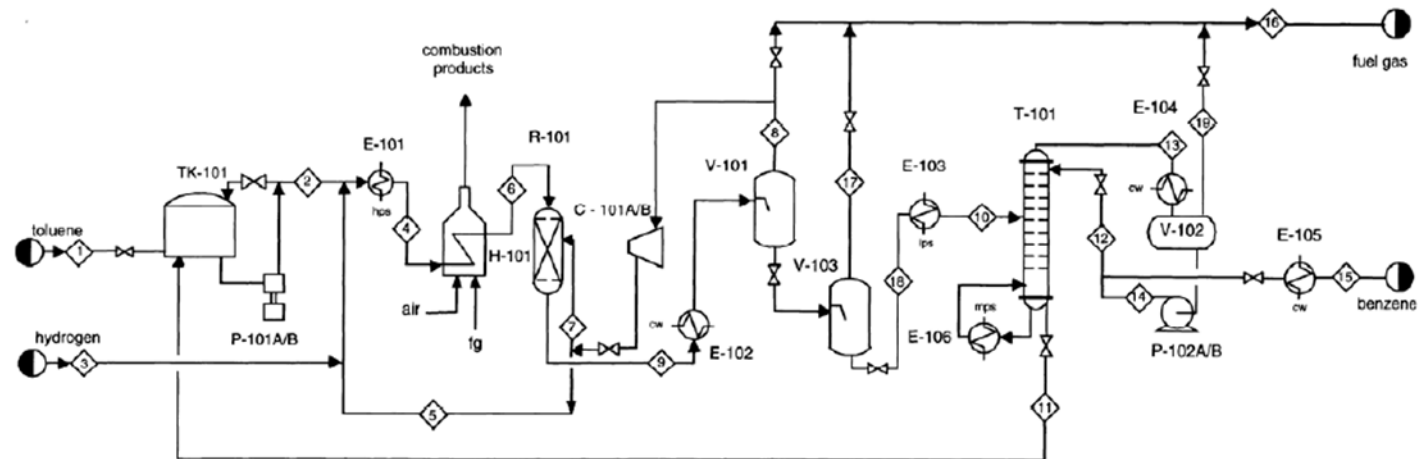 16
fuel gas
combustion
products
E-104
T-101
13
19
E-101
R-101
8
V-101
TK-101
2
6
E-103
17
C - 101A/B
cw
hps
4
lps
10
12
V-102
E-105
toluene
1
H-101
V-103
18
15
cw
benzene
air
fg
7
cw
mps
14
P-101A/B
hydrogen
3
9
E-102
E-106
P-102A/B
5
11